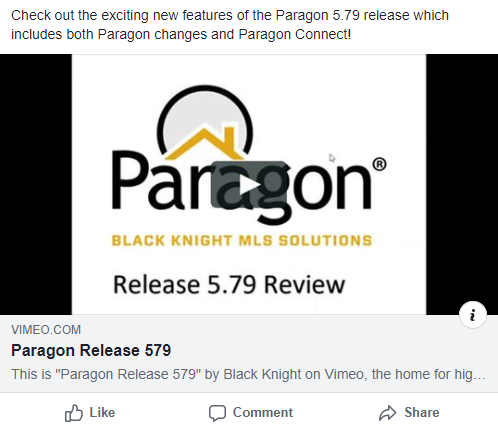 Check out the exciting new features of the Paragon 5.79 release which
includes both Paragon changes and Paragon Connect!
Paragon®
BLACK KNIGHT MLS SOLUTIONS
Release 5.79 Review
i
VIMEO.COM
Paragon Release 579
This is "Paragon Release 579" by Black Knight on Vimeo, the home for hig...
Like Comment Share